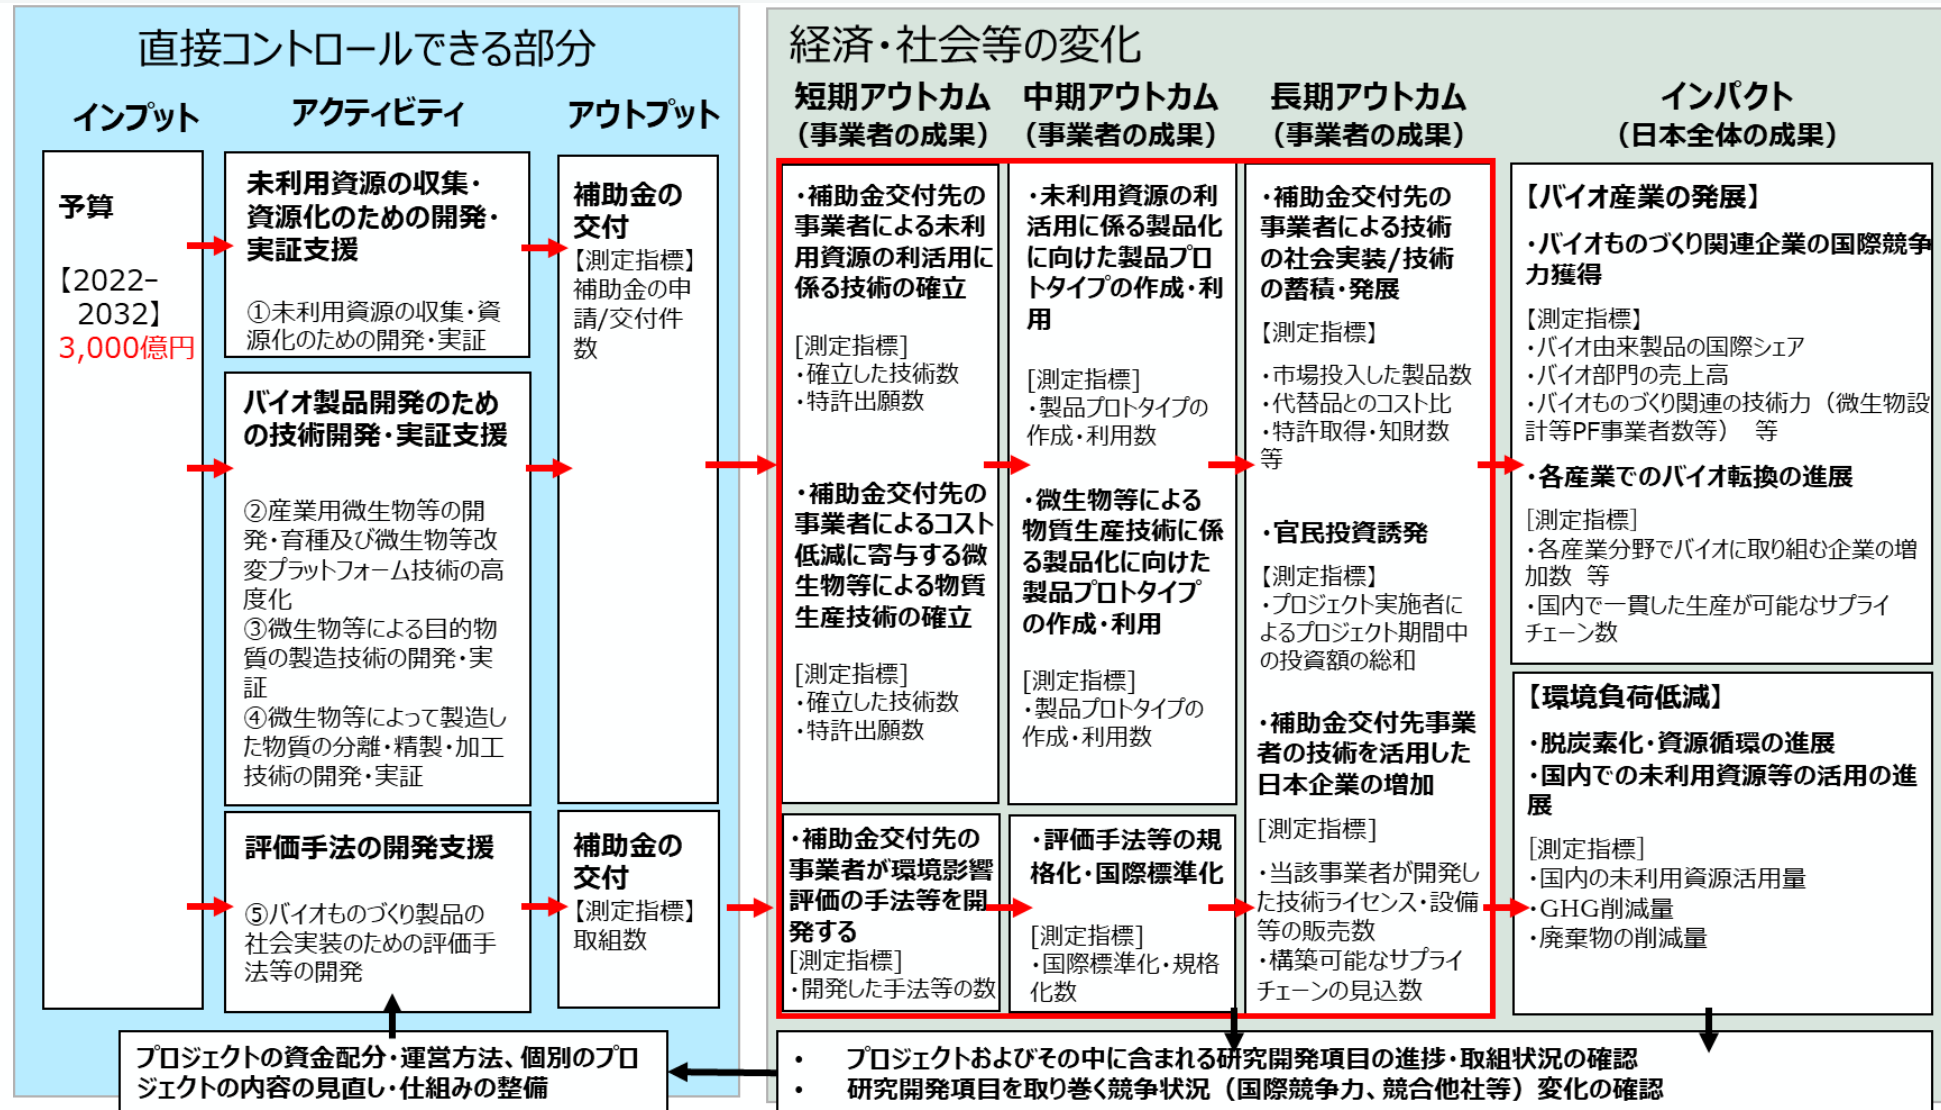 直接コントロールできる部分
インプット
アクティビティ
アウトプット
予算
【2022-
2032】
3,000億円
未利用資源の収集・
資源化のための開発・
実証支援
①未利用資源の収集・資
源化のための開発・実証
バイオ製品開発のため
の技術開発・実証支援
②産業用微生物等の開
発・育種及び微生物等改
変プラットフォーム技術の高
度化
③微生物等による目的物
質の製造技術の開発・実
証
④微生物等によって製造し
た物質の分離・精製・加工
技術の開発・実証
評価手法の開発支援
⑤バイオものづくり製品の
社会実装のための評価手
法等の開発
補助金の
交付
【測定指標】
補助金の申
請/交付件
数
補助金の
交付
【測定指標】
取組数
経済・社会等の変化
短期アウトカム
（事業者の成果）
中期アウトカム
（事業者の成果）
長期アウトカム
（事業者の成果）
インパクト
（日本全体の成果）
・補助金交付先の
事業者による未利
用資源の利活用に
係る技術の確立
[測定指標]
・確立した技術数
・特許出願数
・補助金交付先の
事業者によるコスト
低減に寄与する微
生物等による物質
生産技術の確立
[測定指標]
・確立した技術数
・特許出願数
・補助金交付先の
事業者が環境影響
評価の手法等を開
発する
[測定指標]
・開発した手法等の数
・未利用資源の利
活用に係る製品化
に向けた製品プロ
トタイプの作成・利
用
[測定指標]
・製品プロトタイプの
作成・利用数
・微生物等による
物質生産技術に係
る製品化に向けた
製品プロトタイプ
の作成・利用
[測定指標]
・製品プロトタイプの
作成・利用数
・評価手法等の規
格化・国際標準化
[測定指標]
・国際標準化・規格
化数
・補助金交付先の
事業者による技術
の社会実装/技術
の蓄積・発展
【測定指標】
・市場投入した製品数
・代替品とのコスト比
・特許取得・知財数
等
・官民投資誘発
【測定指標】
・プロジェクト実施者に
よるプロジェクト期間中
の投資額の総和
・補助金交付先事業
者の技術を活用した
日本企業の増加
[測定指標]
・当該事業者が開発し
た技術ライセンス・設備
等の販売数
・構築可能なサプライ
チェーンの見込数
【バイオ産業の発展】
・バイオものづくり関連企業の国際競争
力獲得
【測定指標】
・バイオ由来製品の国際シェア
・バイオ部門の売上高
・バイオものづくり関連の技術力（微生物設
計等PF事業者数等） 等
・各産業でのバイオ転換の進展
[測定指標]
・各産業分野でバイオに取り組む企業の増
加数 等
・国内で一貫した生産が可能なサプライ
チェーン数
【環境負荷低減】
・脱炭素化・資源循環の進展
・国内での未利用資源等の活用の進
展
[測定指標]
・国内の未利用資源活用量
・GHG削減量
・廃棄物の削減量
プロジェクトの資金配分・運営方法、個別のプロ
ジェクトの内容の見直し・仕組みの整備
• プロジェクトおよびその中に含まれる研究開発項目の進捗・取組状況の確認
• 研究開発項目を取り巻く競争状況（国際競争力、競合他社等）変化の確認